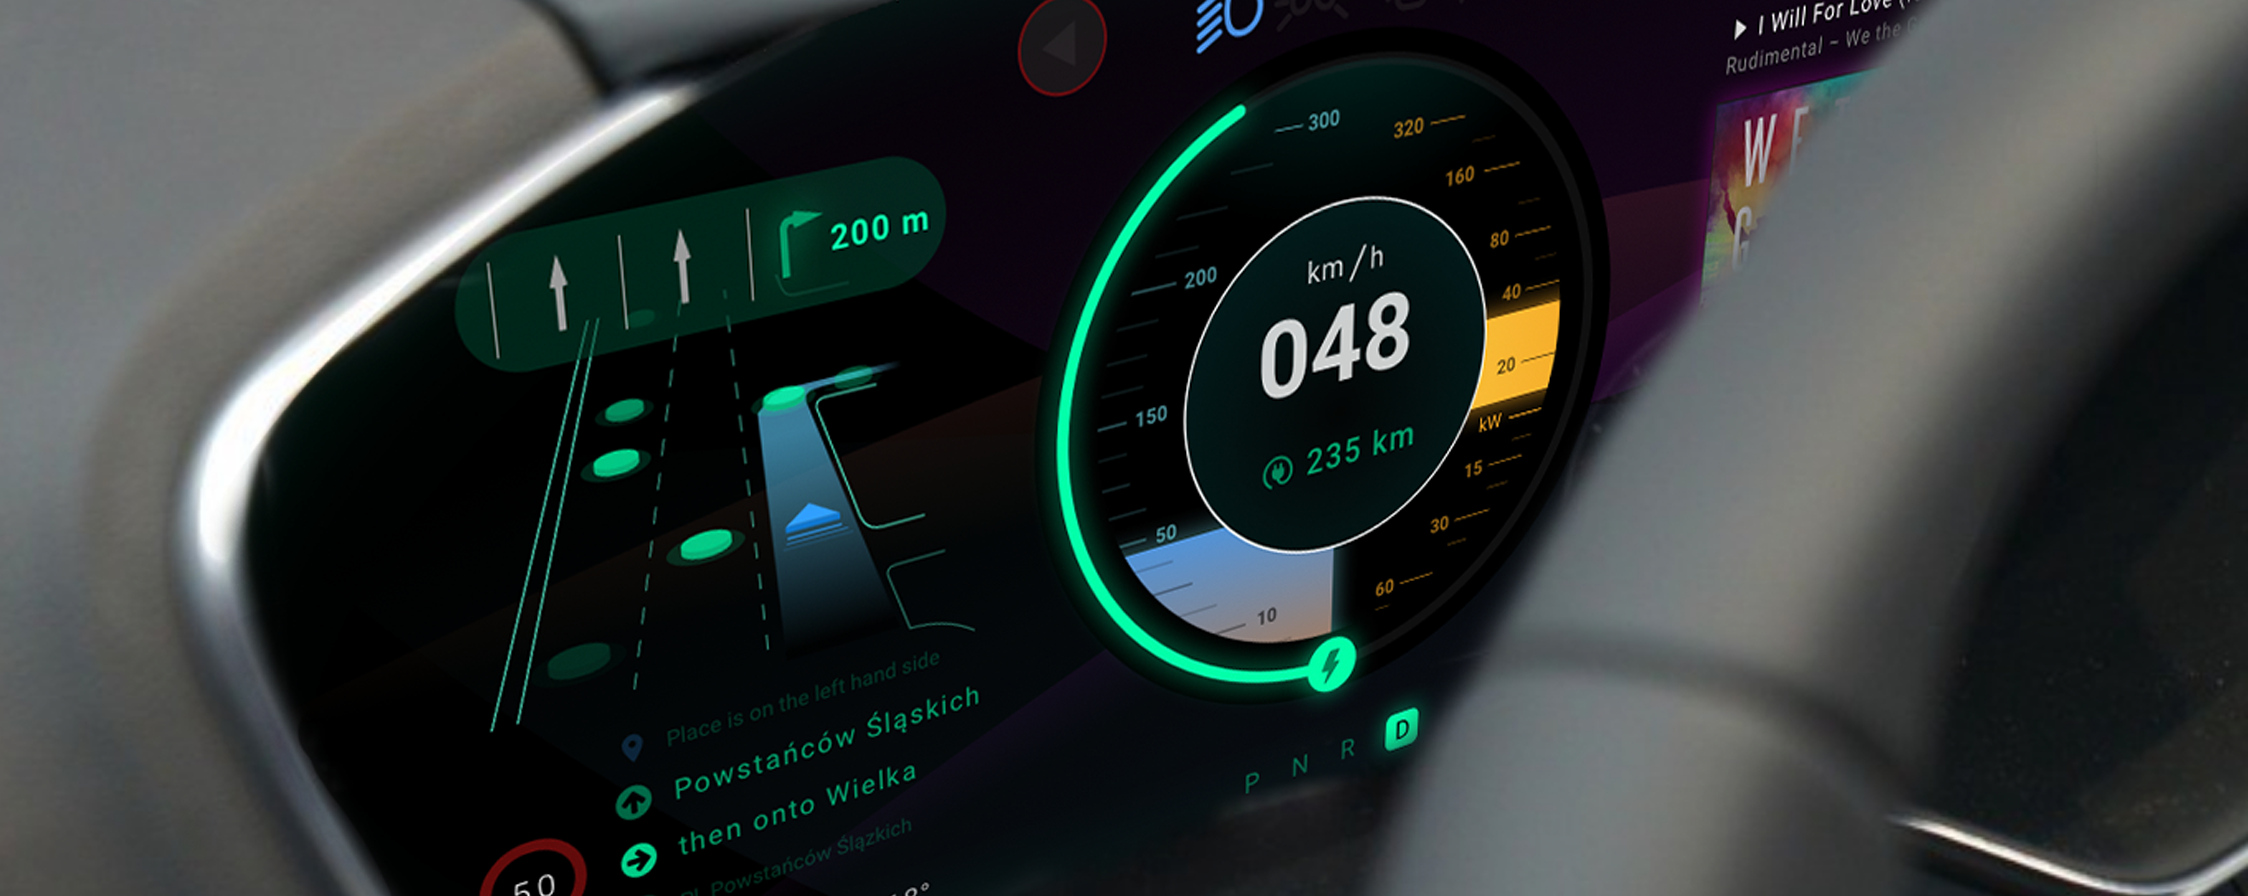 200 m
Place is on the left hand side
Powstańców Śląskich
then onto Wielka
Pl. Powstańców Ślązkich
50
300
200
150
50
10
320
160
80
40
20
kW
15
30
60
km/h
048
235 km
P N R D
I Will For Love
Rudimental - We the
W E
G